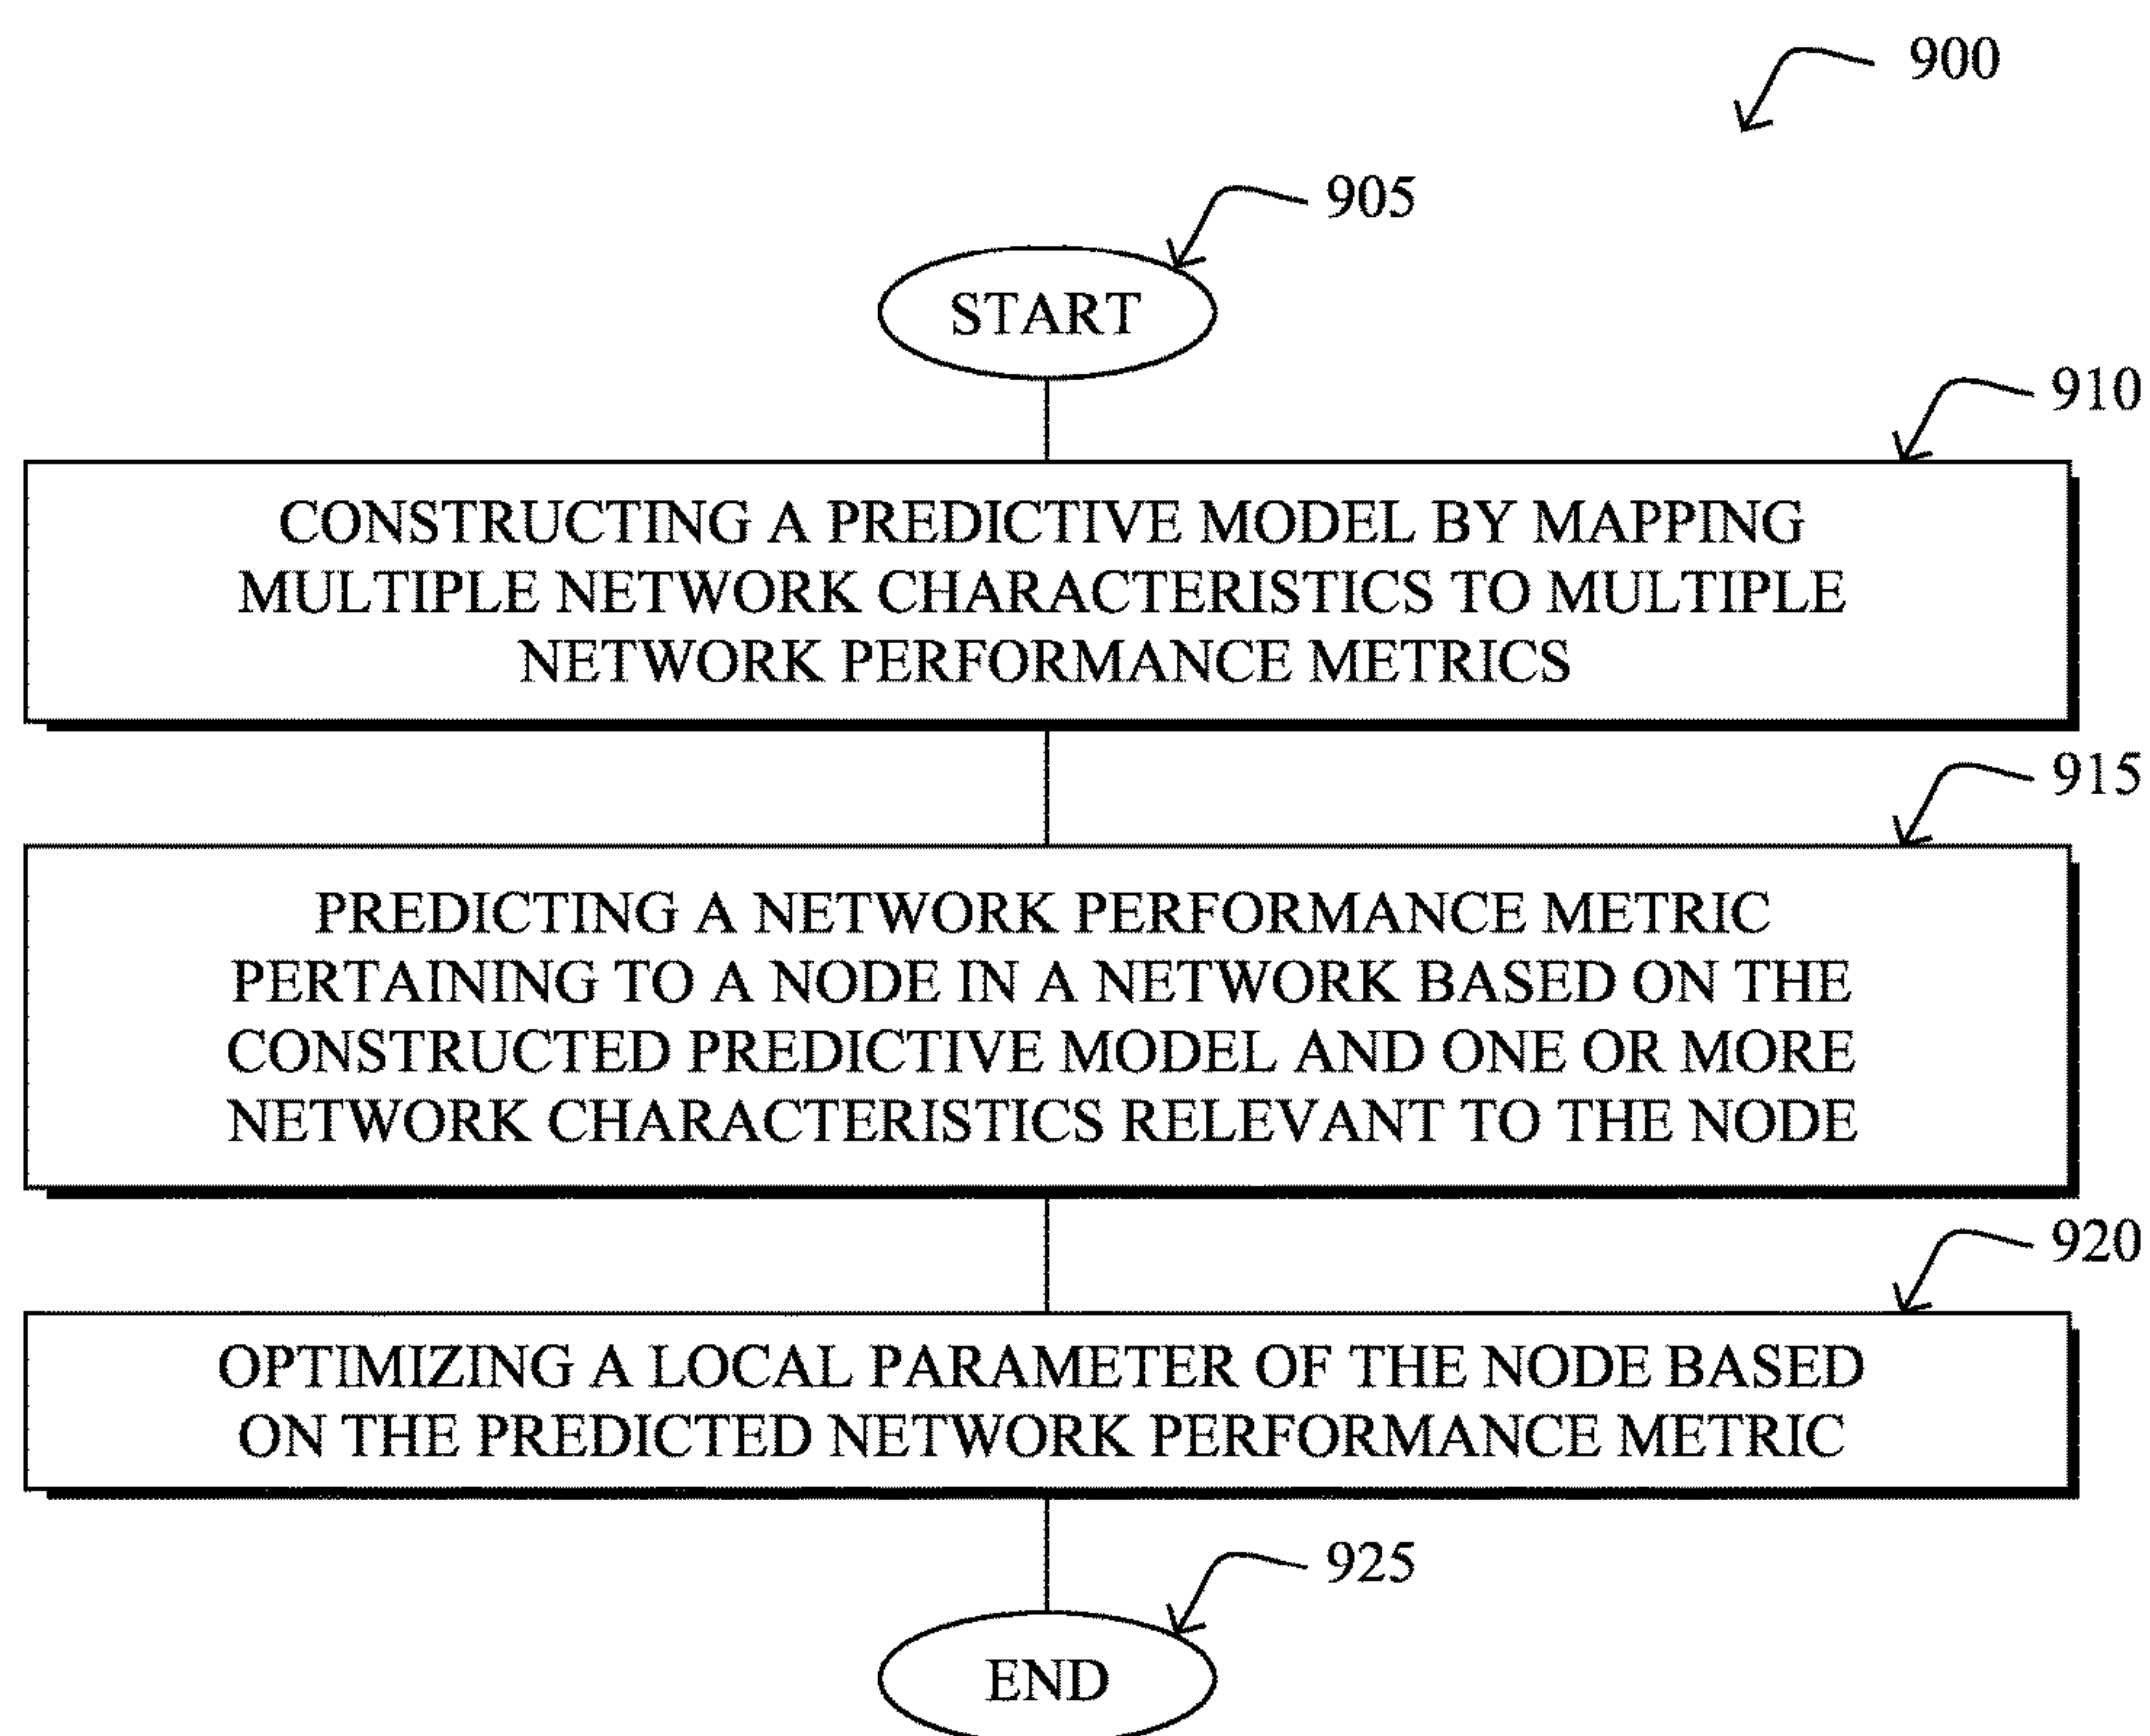 900
905
START
910
CONSTRUCTING A PREDICTIVE MODEL BY MAPPING
MULTIPLE NETWORK CHARACTERISTICS TO MULTIPLE
NETWORK PERFORMANCE METRICS
915
PREDICTING A NETWORK PERFORMANCE METRIC
PERTAINING TO A NODE IN A NETWORK BASED ON THE
CONSTRUCTED PREDICTIVE MODEL AND ONE OR MORE
NETWORK CHARACTERISTICS RELEVANT TO THE NODE
920
OPTIMIZING A LOCAL PARAMETER OF THE NODE BASED
ON THE PREDICTED NETWORK PERFORMANCE METRIC
925
END